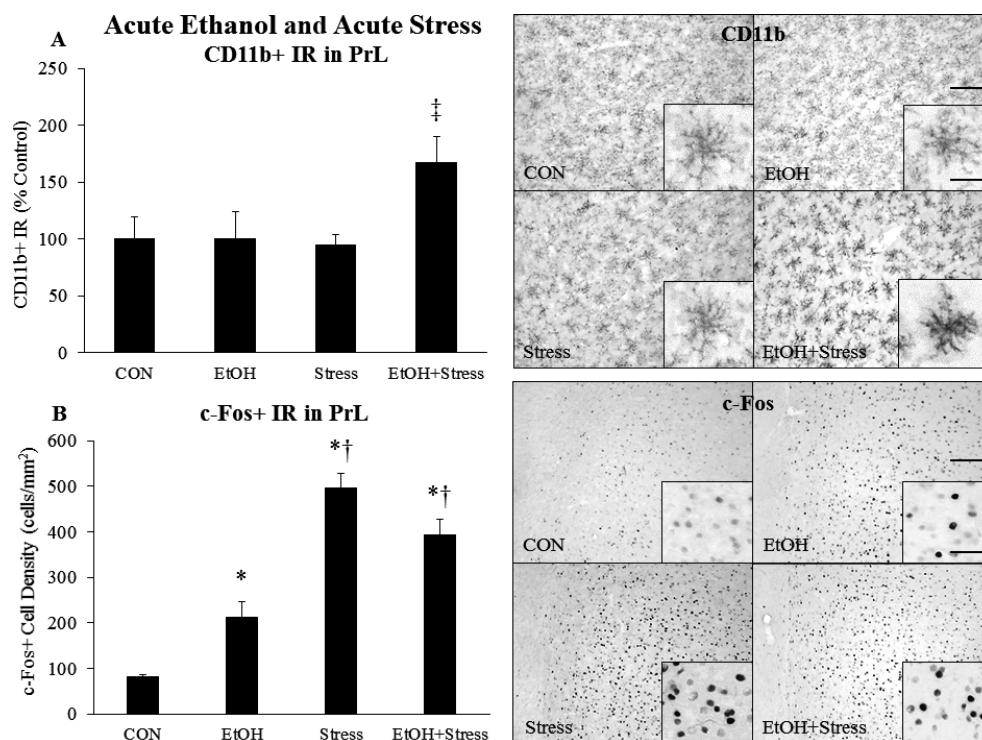 Acute Ethanol and Acute Stress
A
CD11b+ IR in PrL
CD11b+ IR (% Control)
250
200
150
100
50
0
‡
CON
EtOH
Stress
EtOH+Stress
CD11b
CON
EtOH
Stress
EtOH+Stress
B
c-Fos+ IR in PrL
c-Fos+ Cell Density (cells/mm²)
600
500
400
300
200
100
0
*
*†
*†
CON
EtOH
Stress
EtOH+Stress
c-Fos
CON
EtOH
Stress
EtOH+Stress